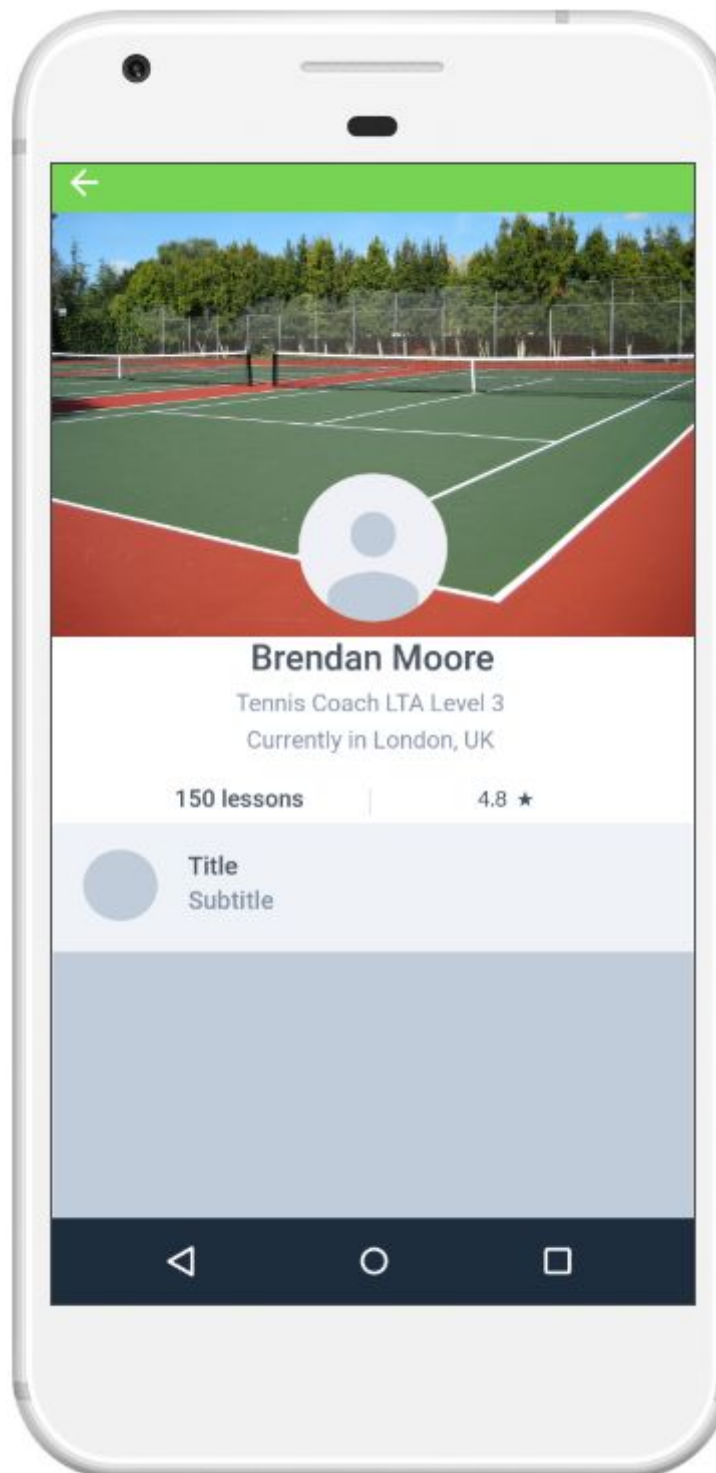 Brendan Moore
Tennis Coach LTA Level 3
Currently in London, UK
150 lessons 4.8 ★
Title
Subtitle